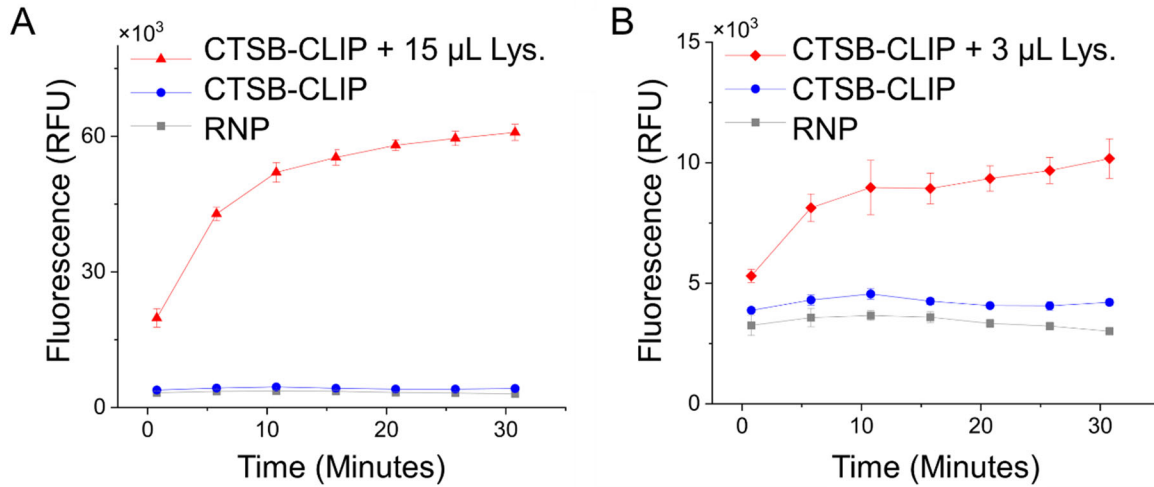 A
×10³
CTSB-CLIP + 15 µL Lys.
CTSB-CLIP
RNP
60
30
0
Fluorescence (RFU)
0
10
20
30
Time (Minutes)
B
×10³
15
CTSB-CLIP + 3 µL Lys.
CTSB-CLIP
RNP
10
5
0
Fluorescence (RFU)
0
10
20
30
Time (Minutes)